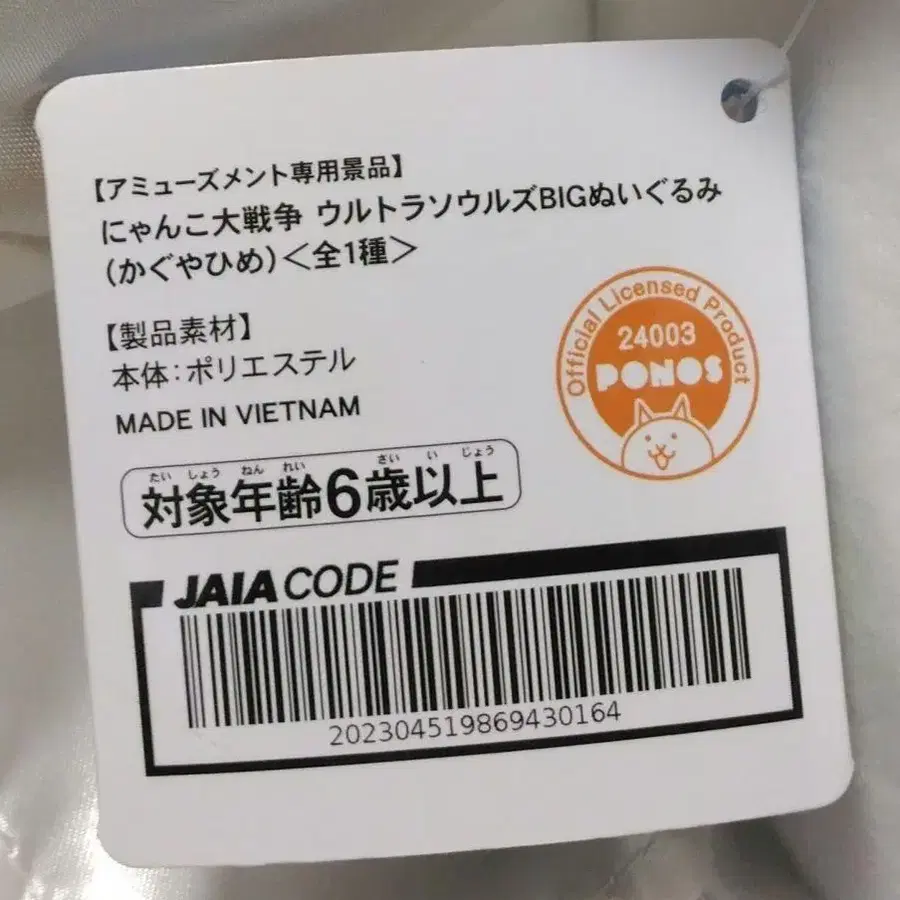 【アミューズメント専用景品】
にゃんこ大戦争 ウルトラソウルズBIGぬいぐるみ
(かぐやひめ)＜全1種＞
Official Licensed Product
24003
PONOS
【製品素材】
本体:ポリエステル
MADE IN VIETNAM
たいしょうねんれい さいいじょう
対象年齢6歳以上
JAIA CODE
202304519869430164